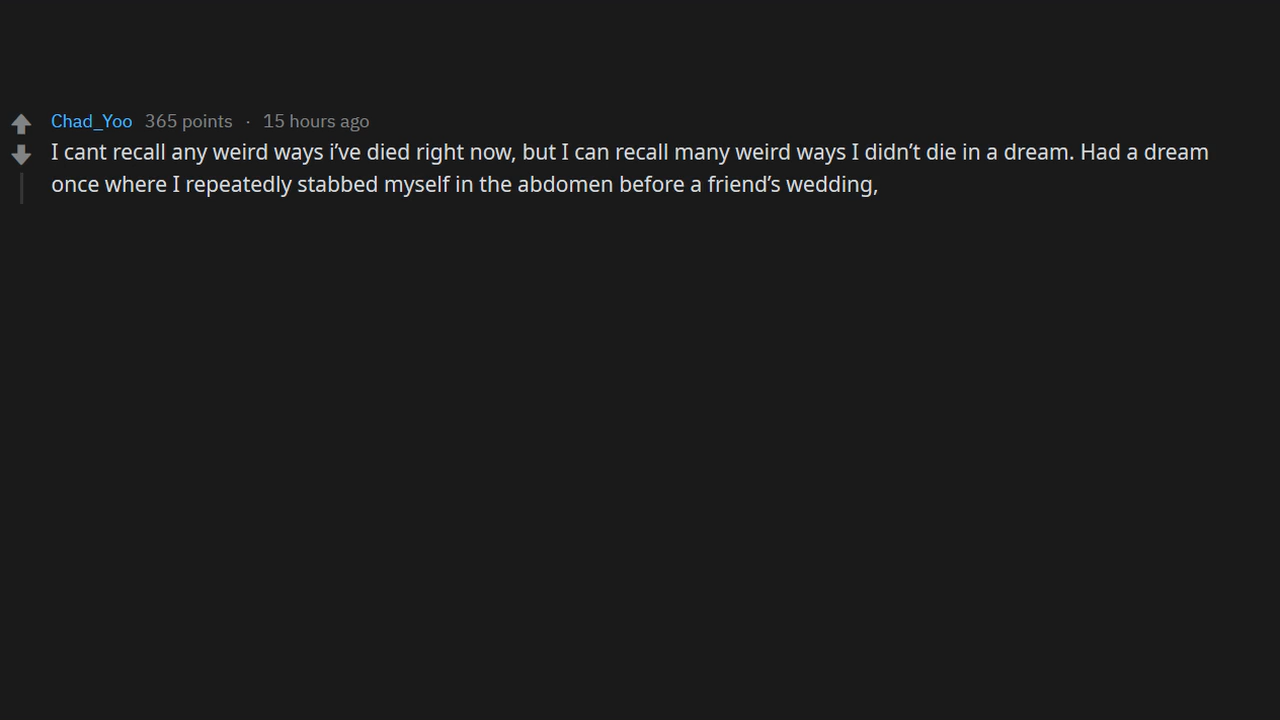 Chad_Yoo 365 points · 15 hours ago
I cant recall any weird ways i’ve died right now, but I can recall many weird ways I didn’t die in a dream. Had a dream
once where I repeatedly stabbed myself in the abdomen before a friend’s wedding,